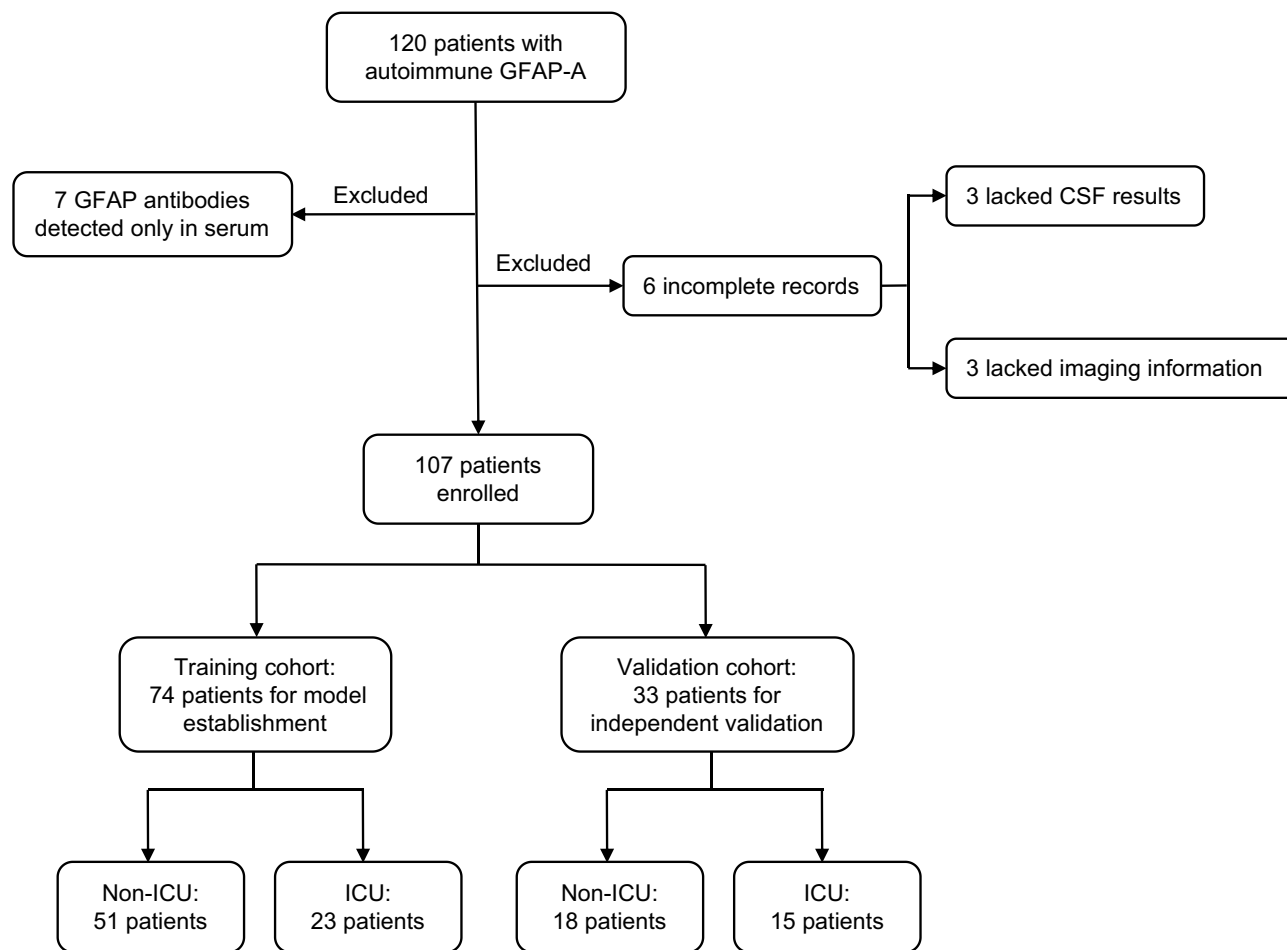 120 patients with
autoimmune GFAP-A
Excluded
7 GFAP antibodies
detected only in serum
3 lacked CSF results
Excluded
6 incomplete records
3 lacked imaging information
107 patients
enrolled
Training cohort:
74 patients for model
establishment
Validation cohort:
33 patients for
independent validation
Non-ICU:
51 patients
ICU:
23 patients
Non-ICU:
18 patients
ICU:
15 patients